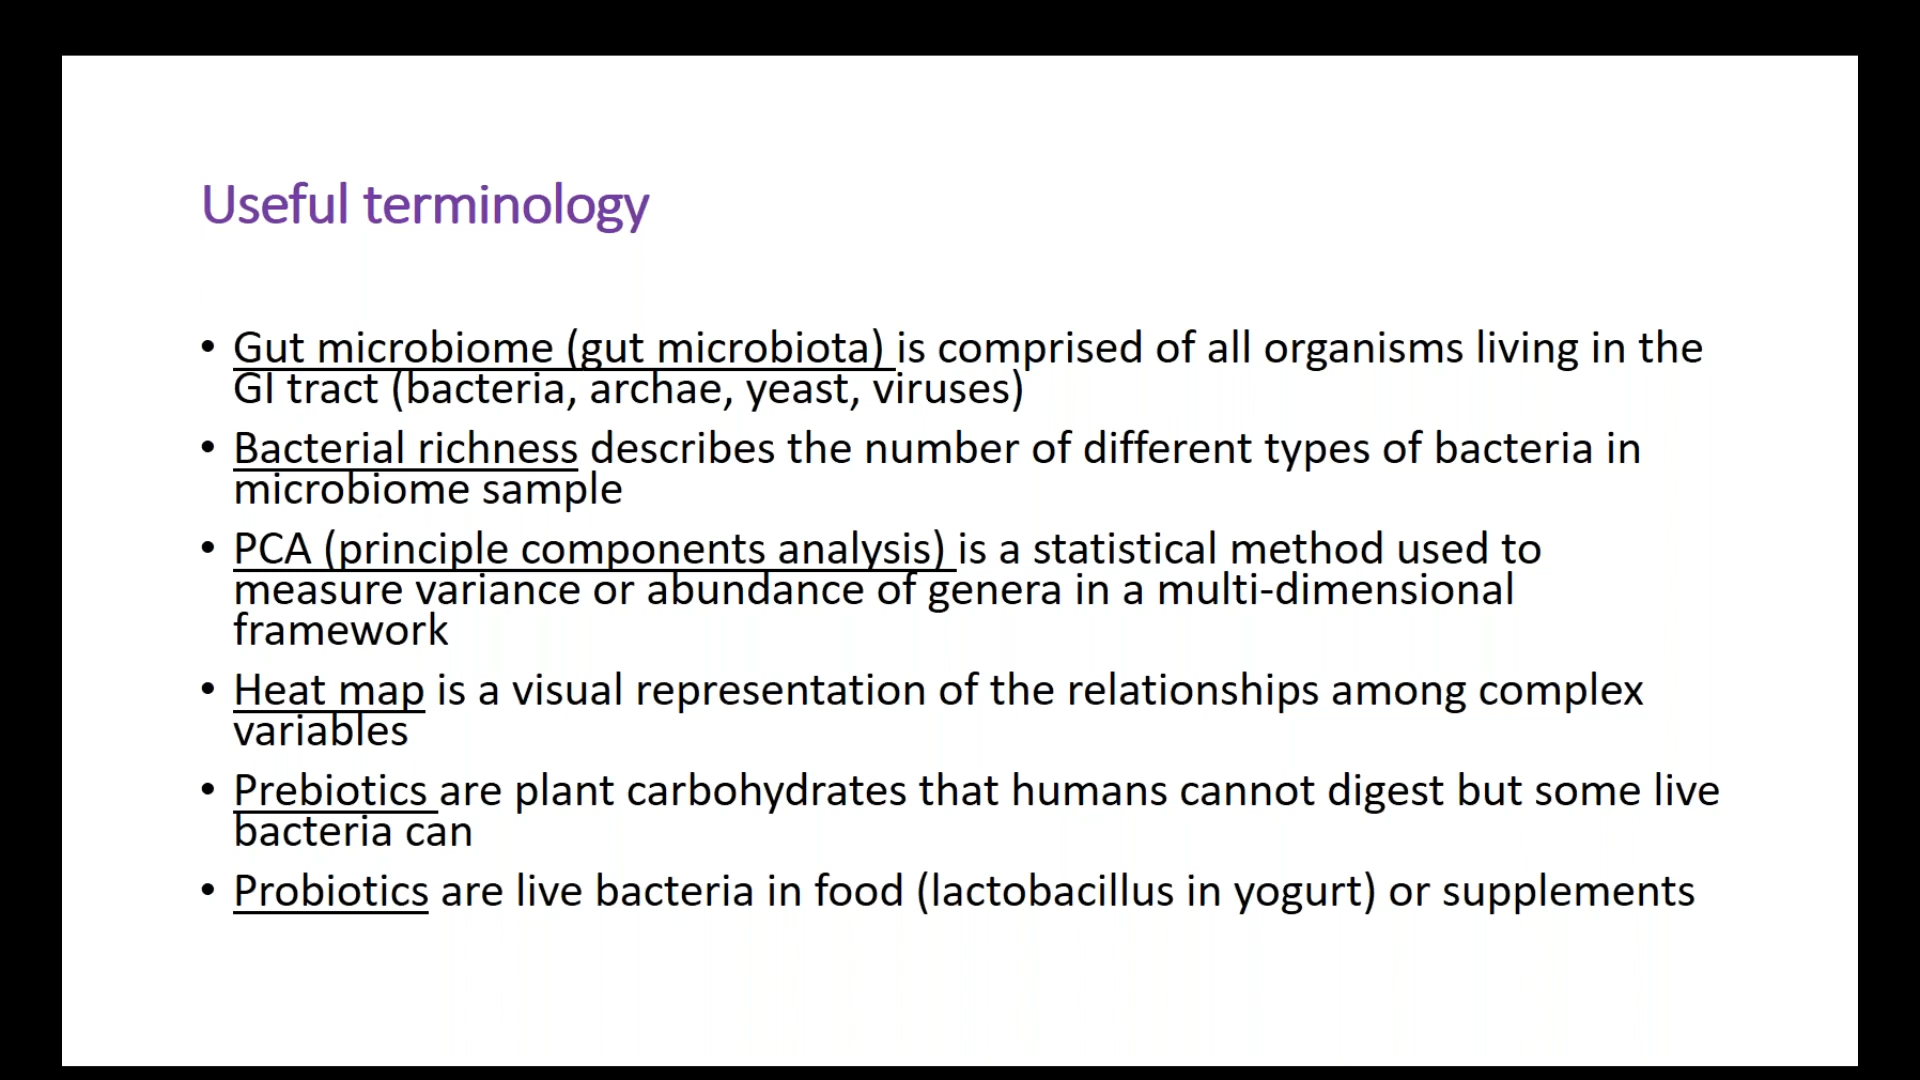 Useful terminology
• Gut microbiome (gut microbiota) is comprised of all organisms living in the
GI tract (bacteria, archae, yeast, viruses)
• Bacterial richness describes the number of different types of bacteria in
microbiome sample
• PCA (principle components analysis) is a statistical method used to
measure variance or abundance of genera in a multi-dimensional
framework
• Heat map is a visual representation of the relationships among complex
variables
• Prebiotics are plant carbohydrates that humans cannot digest but some live
bacteria can
• Probiotics are live bacteria in food (lactobacillus in yogurt) or supplements